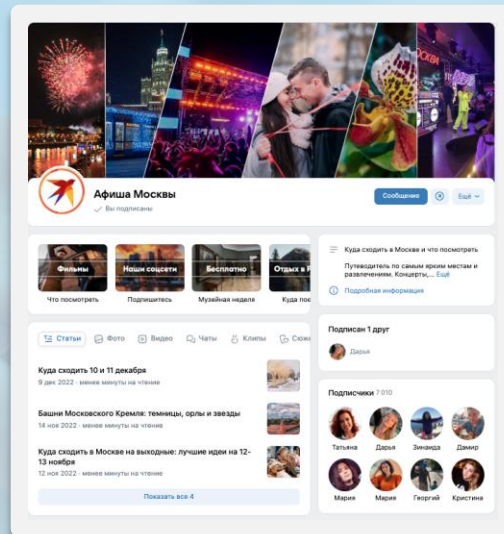 МОСКВА
Афиша Москвы
Вы подписаны
Сообщение
Ещё
Фильмы
Наши соцсети
Бесплатно
Отдых в
Что посмотреть
Подпишитесь
Музейная неделя
Куда
Куда сходить в Москве и что посмотреть
Путеводитель по самым ярким местам и
развлечениям. Концерты,... Ещё
Подробная информация
Статьи
Фото
Видео
Чаты
Клипы
Куда сходить 10 и 11 декабря
9 дек 2022 · менее минуты на чтение
Башни Московского Кремля: темницы, орлы и звезды
14 ноя 2022 · менее минуты на чтение
Куда сходить в Москве на выходные: лучшие идеи на 12-
13 ноября
12 ноя 2022 · менее минуты на чтение
Показать все 4
Подписан 1 друг
Дарья
Подписчики 7 010
Татьяна
Дарья
Зинаида
Дамир
Мария
Мария
Георгий
Кристина